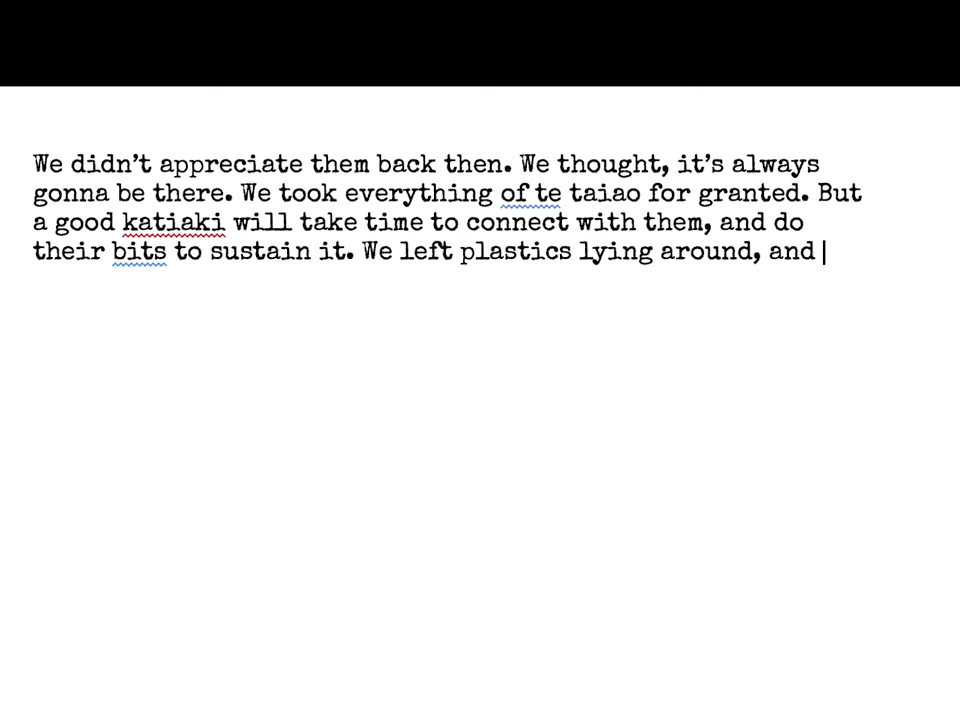 We didn't appreciate them back then. We thought, it's always
gonna be there. We took everything of te taiao for granted. But
a good katiaki will take time to connect with them, and do
their bits to sustain it. We left plastics lying around, and